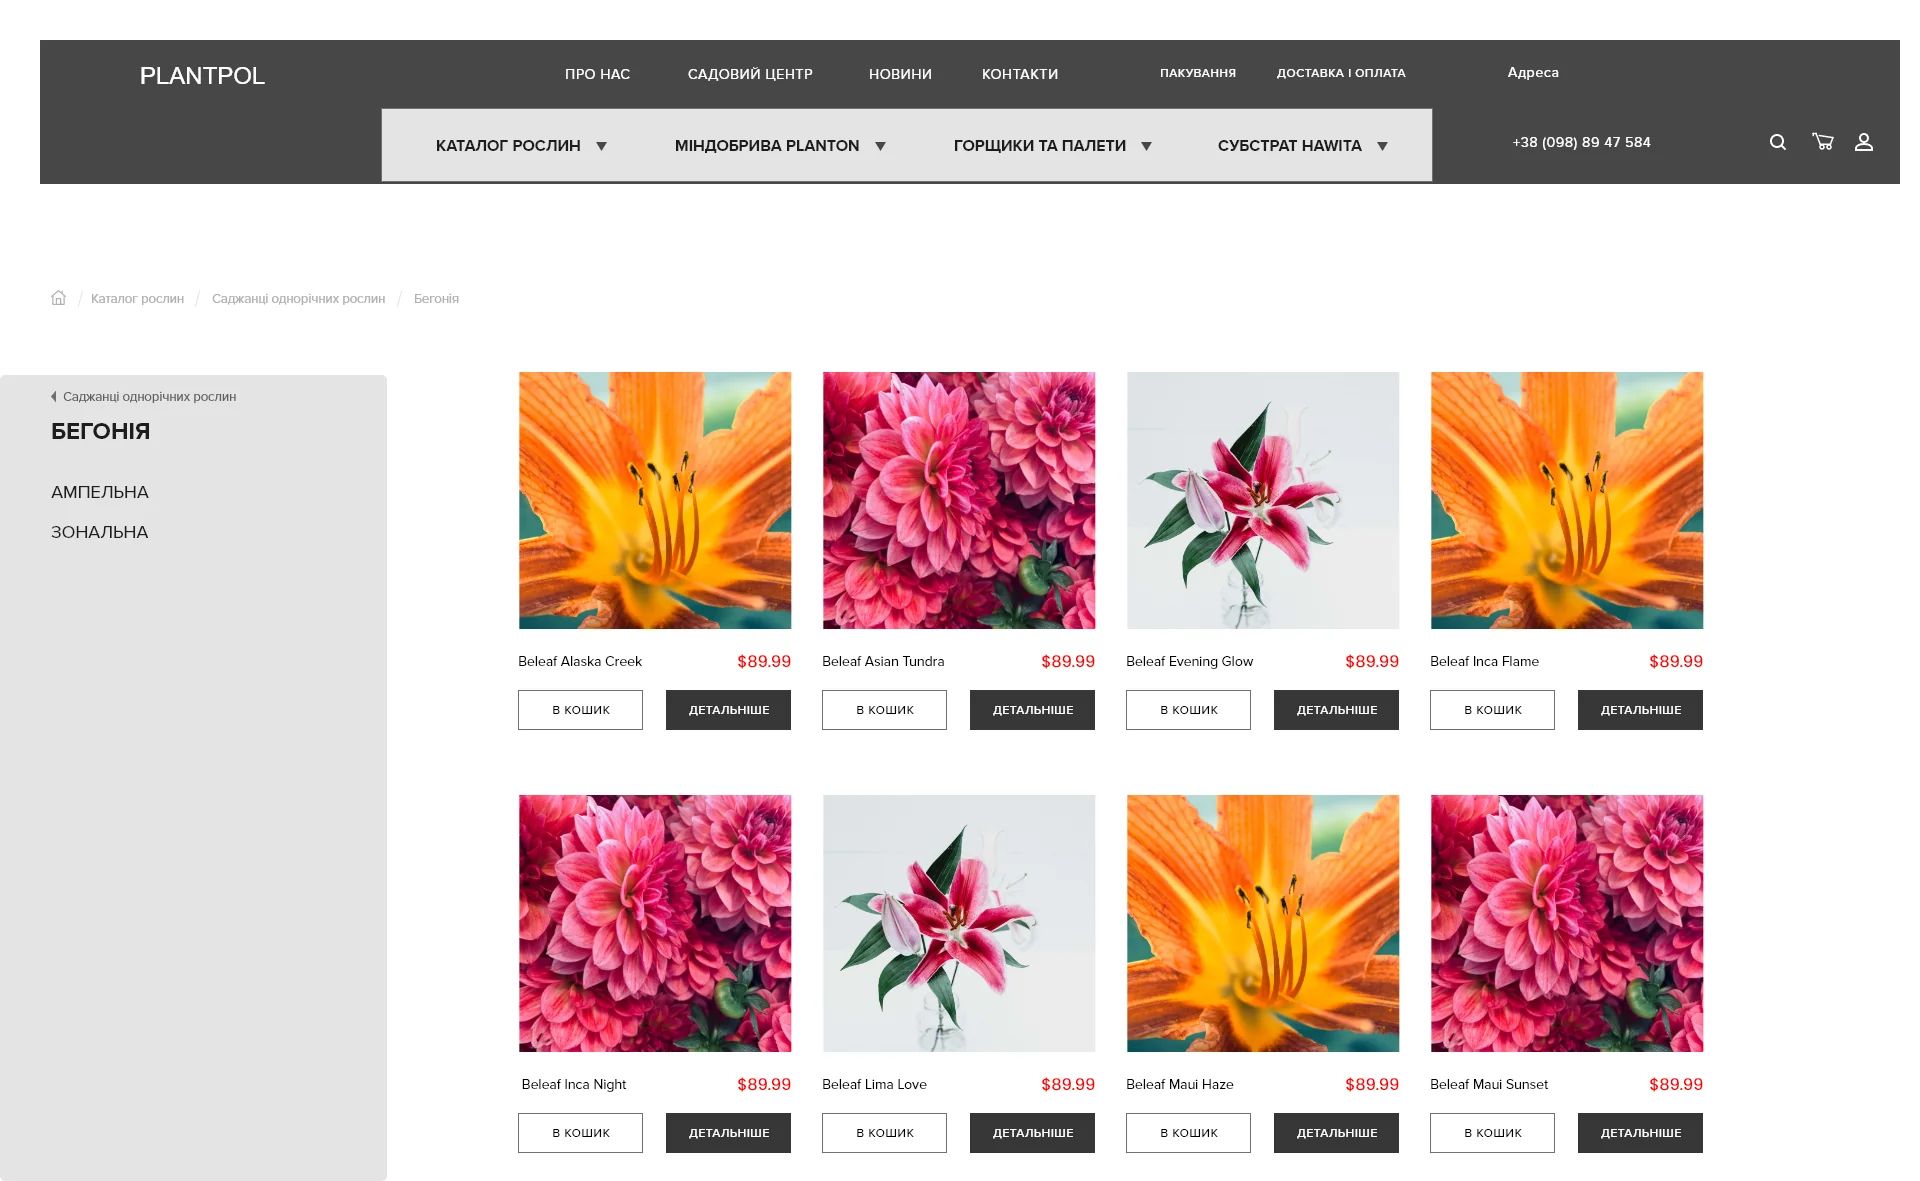 PLANTPOL
ПРО НАС САДОВИЙ ЦЕНТР НОВИНИ КОНТАКТИ ПАКУВАННЯ ДОСТАВКА І ОПЛАТА Адреса
КАТАЛОГ РОСЛИН МІНДОБРИВА PLANTON ГОРЩИКИ ТА ПАЛЕТИ СУБСТРАТ HAWITA
+38 (098) 89 47 584
/ Каталог рослин / Саджанці однорічних рослин / Бегонія
Саджанці однорічних рослин
БЕГОНІЯ
АМПЕЛЬНА
ЗОНАЛЬНА
Beleaf Alaska Creek $89.99 Beleaf Asian Tundra $89.99 Beleaf Evening Glow $89.99 Beleaf Inca Flame $89.99
В КОШИК ДЕТАЛЬНІШЕ В КОШИК ДЕТАЛЬНІШЕ В КОШИК ДЕТАЛЬНІШЕ В КОШИК ДЕТАЛЬНІШЕ
Beleaf Inca Night $89.99 Beleaf Lima Love $89.99 Beleaf Maui Haze $89.99 Beleaf Maui Sunset $89.99
В КОШИК ДЕТАЛЬНІШЕ В КОШИК ДЕТАЛЬНІШЕ В КОШИК ДЕТАЛЬНІШЕ В КОШИК ДЕТАЛЬНІШЕ